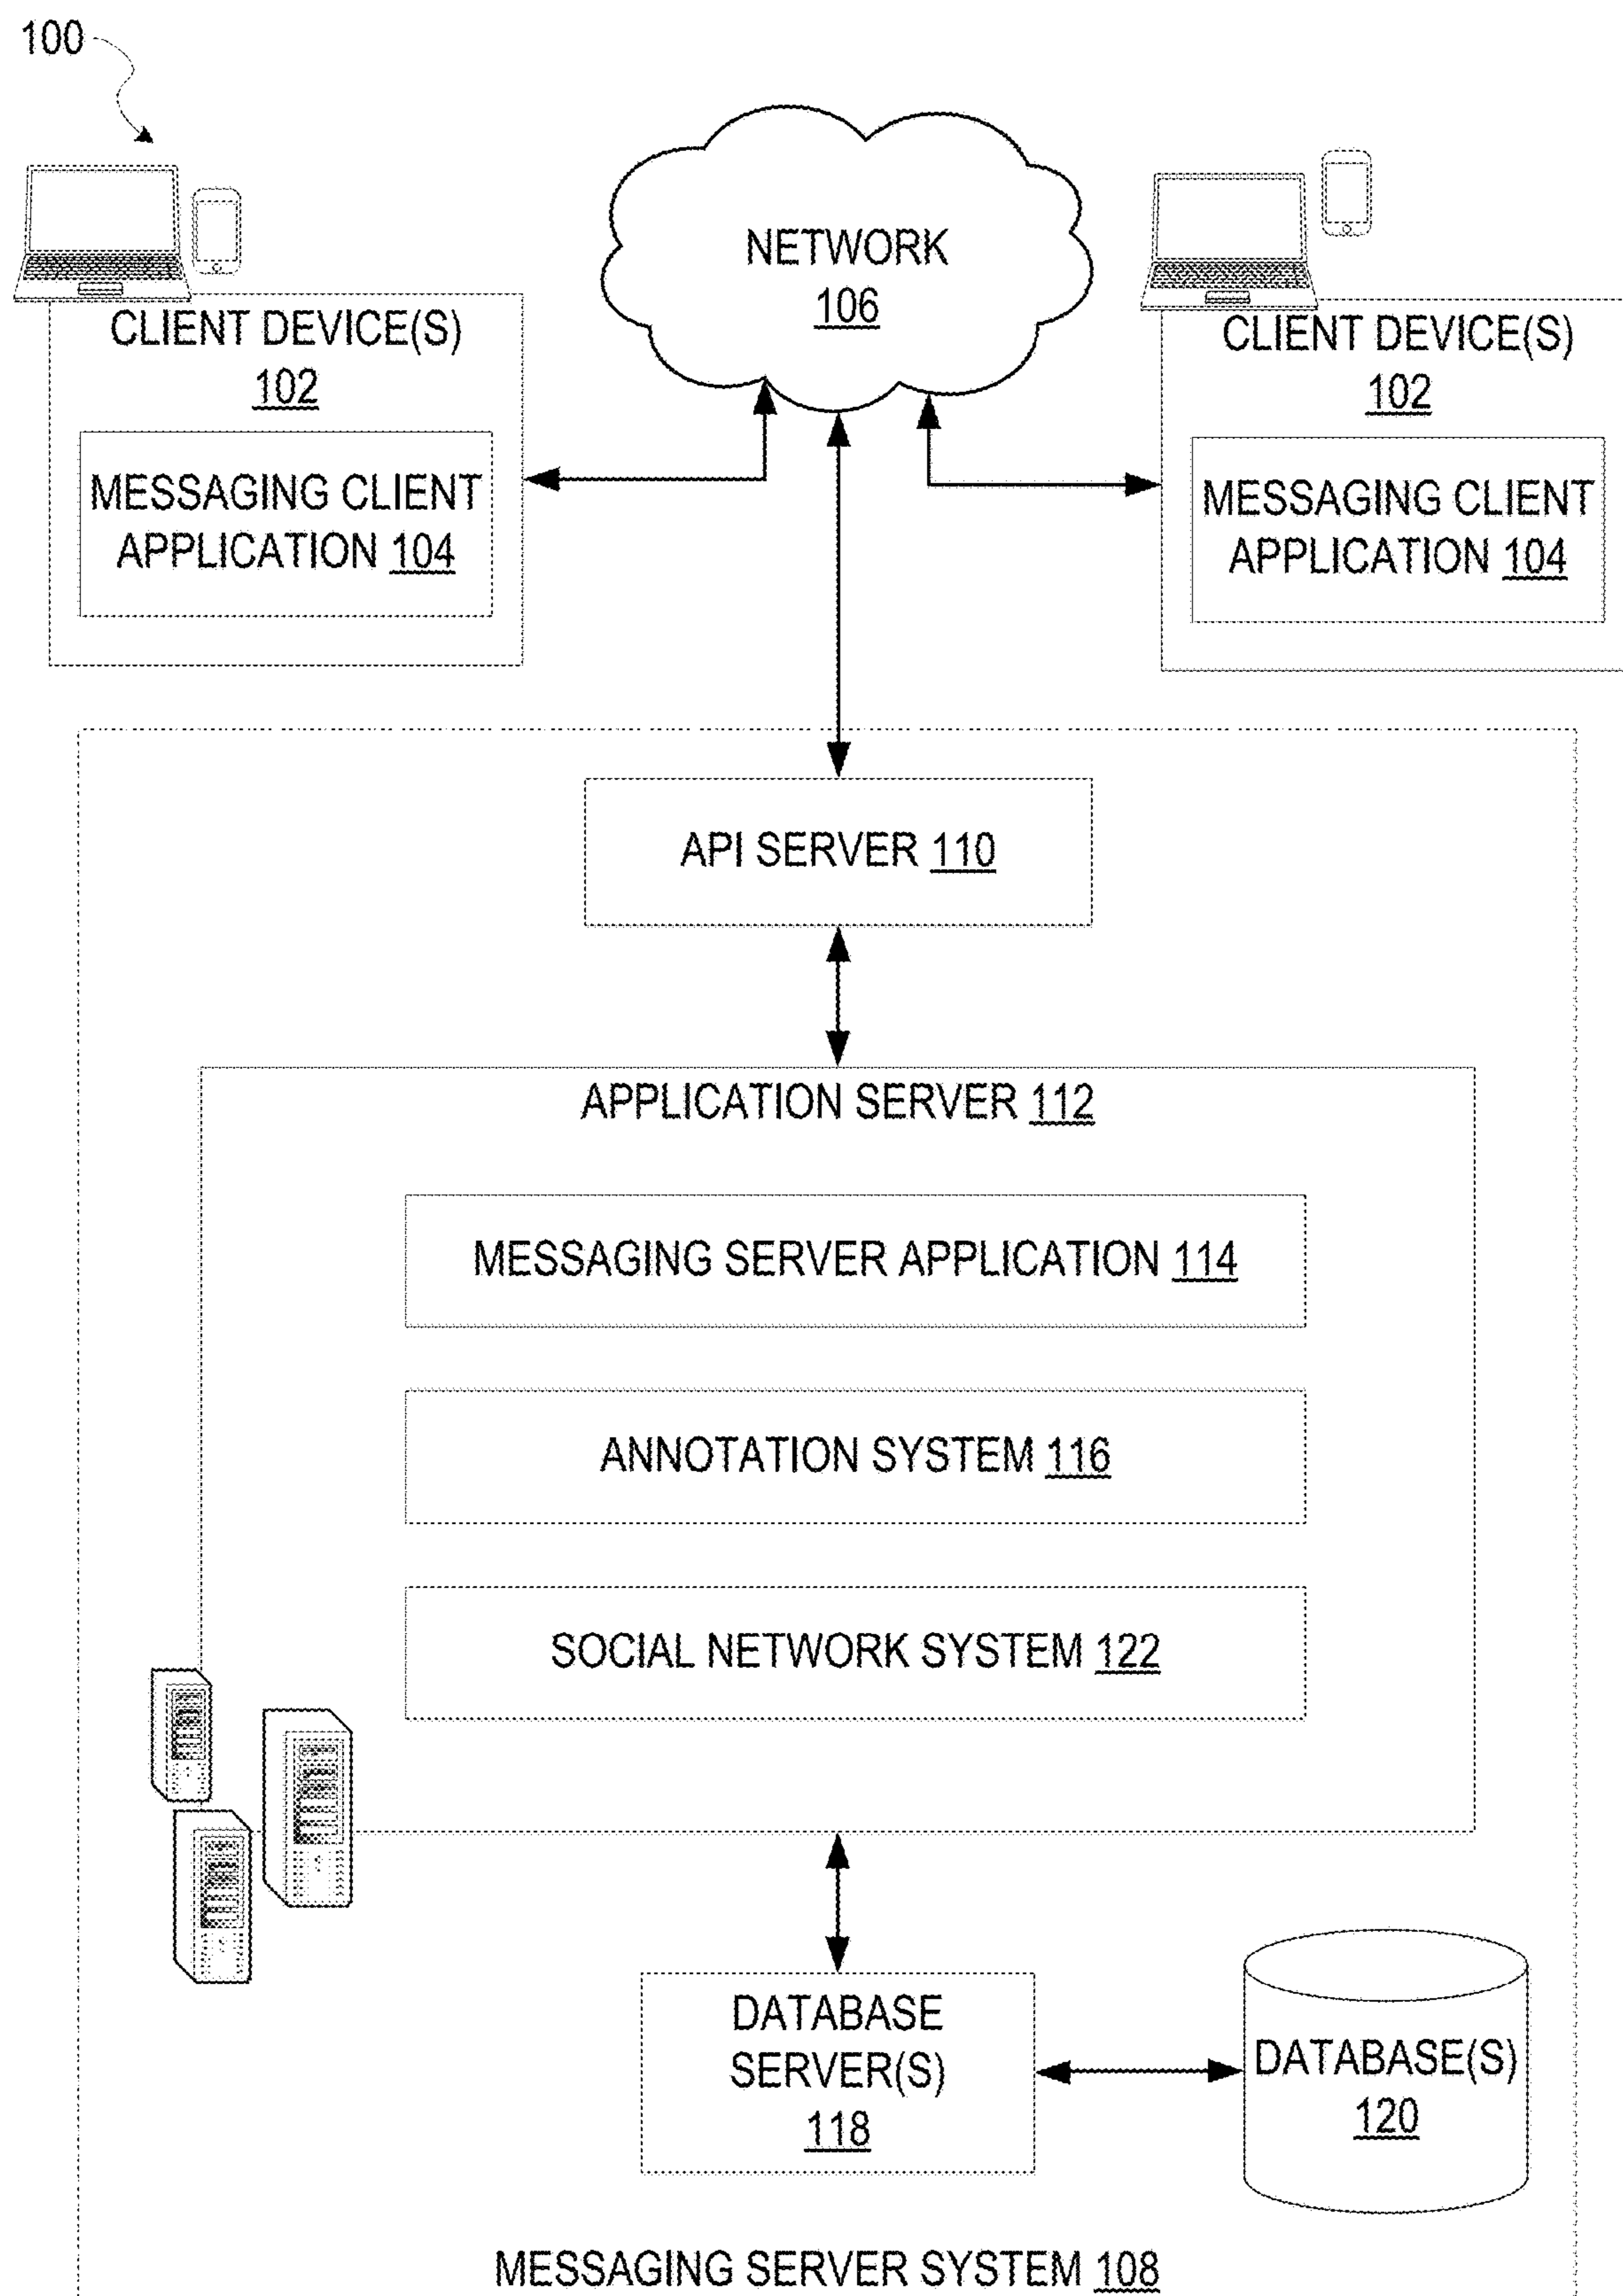 100
NETWORK
106
CLIENT DEVICE(S)
102
MESSAGING CLIENT
APPLICATION 104
CLIENT DEVICE(S)
102
MESSAGING CLIENT
APPLICATION 104
API SERVER 110
APPLICATION SERVER 112
MESSAGING SERVER APPLICATION 114
ANNOTATION SYSTEM 116
SOCIAL NETWORK SYSTEM 122
DATABASE
SERVER(S)
118
DATABASE(S)
120
MESSAGING SERVER SYSTEM 108